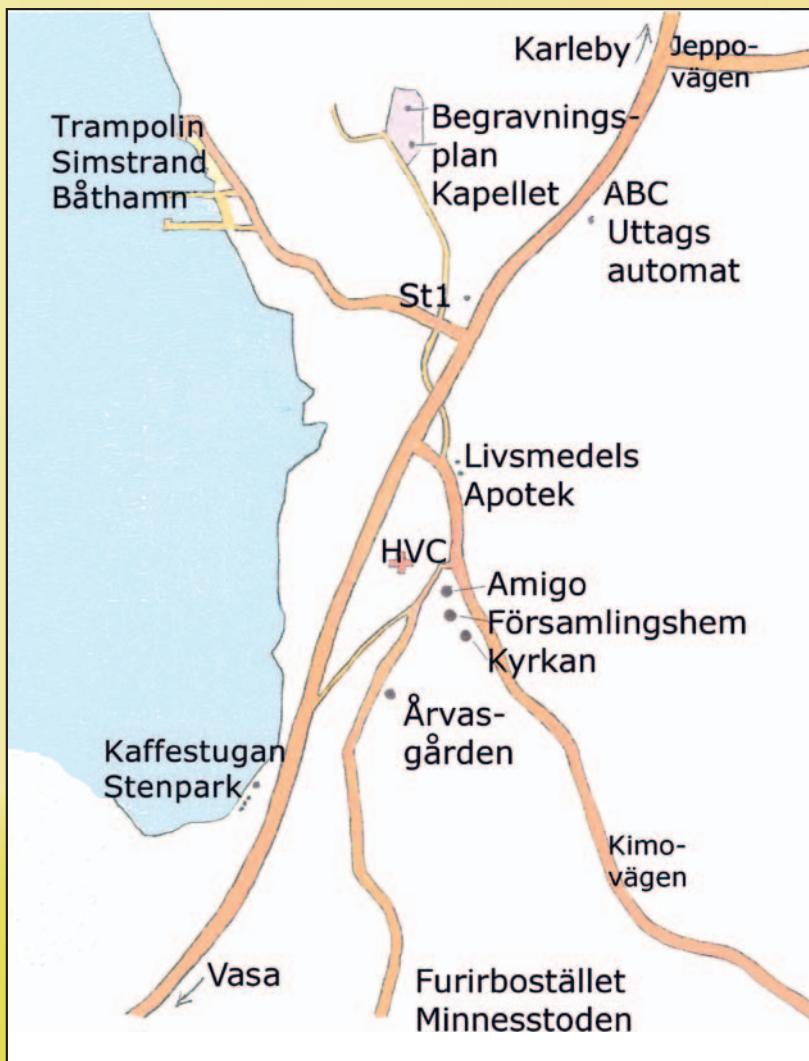 Karleby
Jeppo-
vägen
Trampolin
Simstrand
Båthamn
Begravnings-
plan
Kapellet
ABC
Uttags
automat
St1
Livsmedels
Apotek
HVC
Amigo
Församlingshem
Kyrkan
Årvas-
gården
Kaffestugan
Stenpark
Kimo-
vägen
Vasa
Furirbostället
Minnesstoden